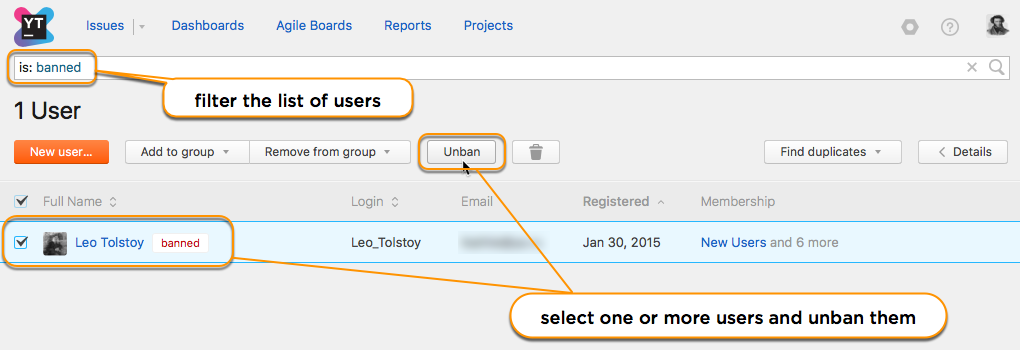 YT
Issues
Dashboards
Agile Boards
Reports
Projects
is: banned
filter the list of users
1 User
New user...
Add to group
Remove from group
Unban
Find duplicates
Details
Full Name
Login
Email
Registered
Membership
Leo Tolstoy
banned
Leo_Tolstoy
Jan 30, 2015
New Users and 6 more
select one or more users and unban them